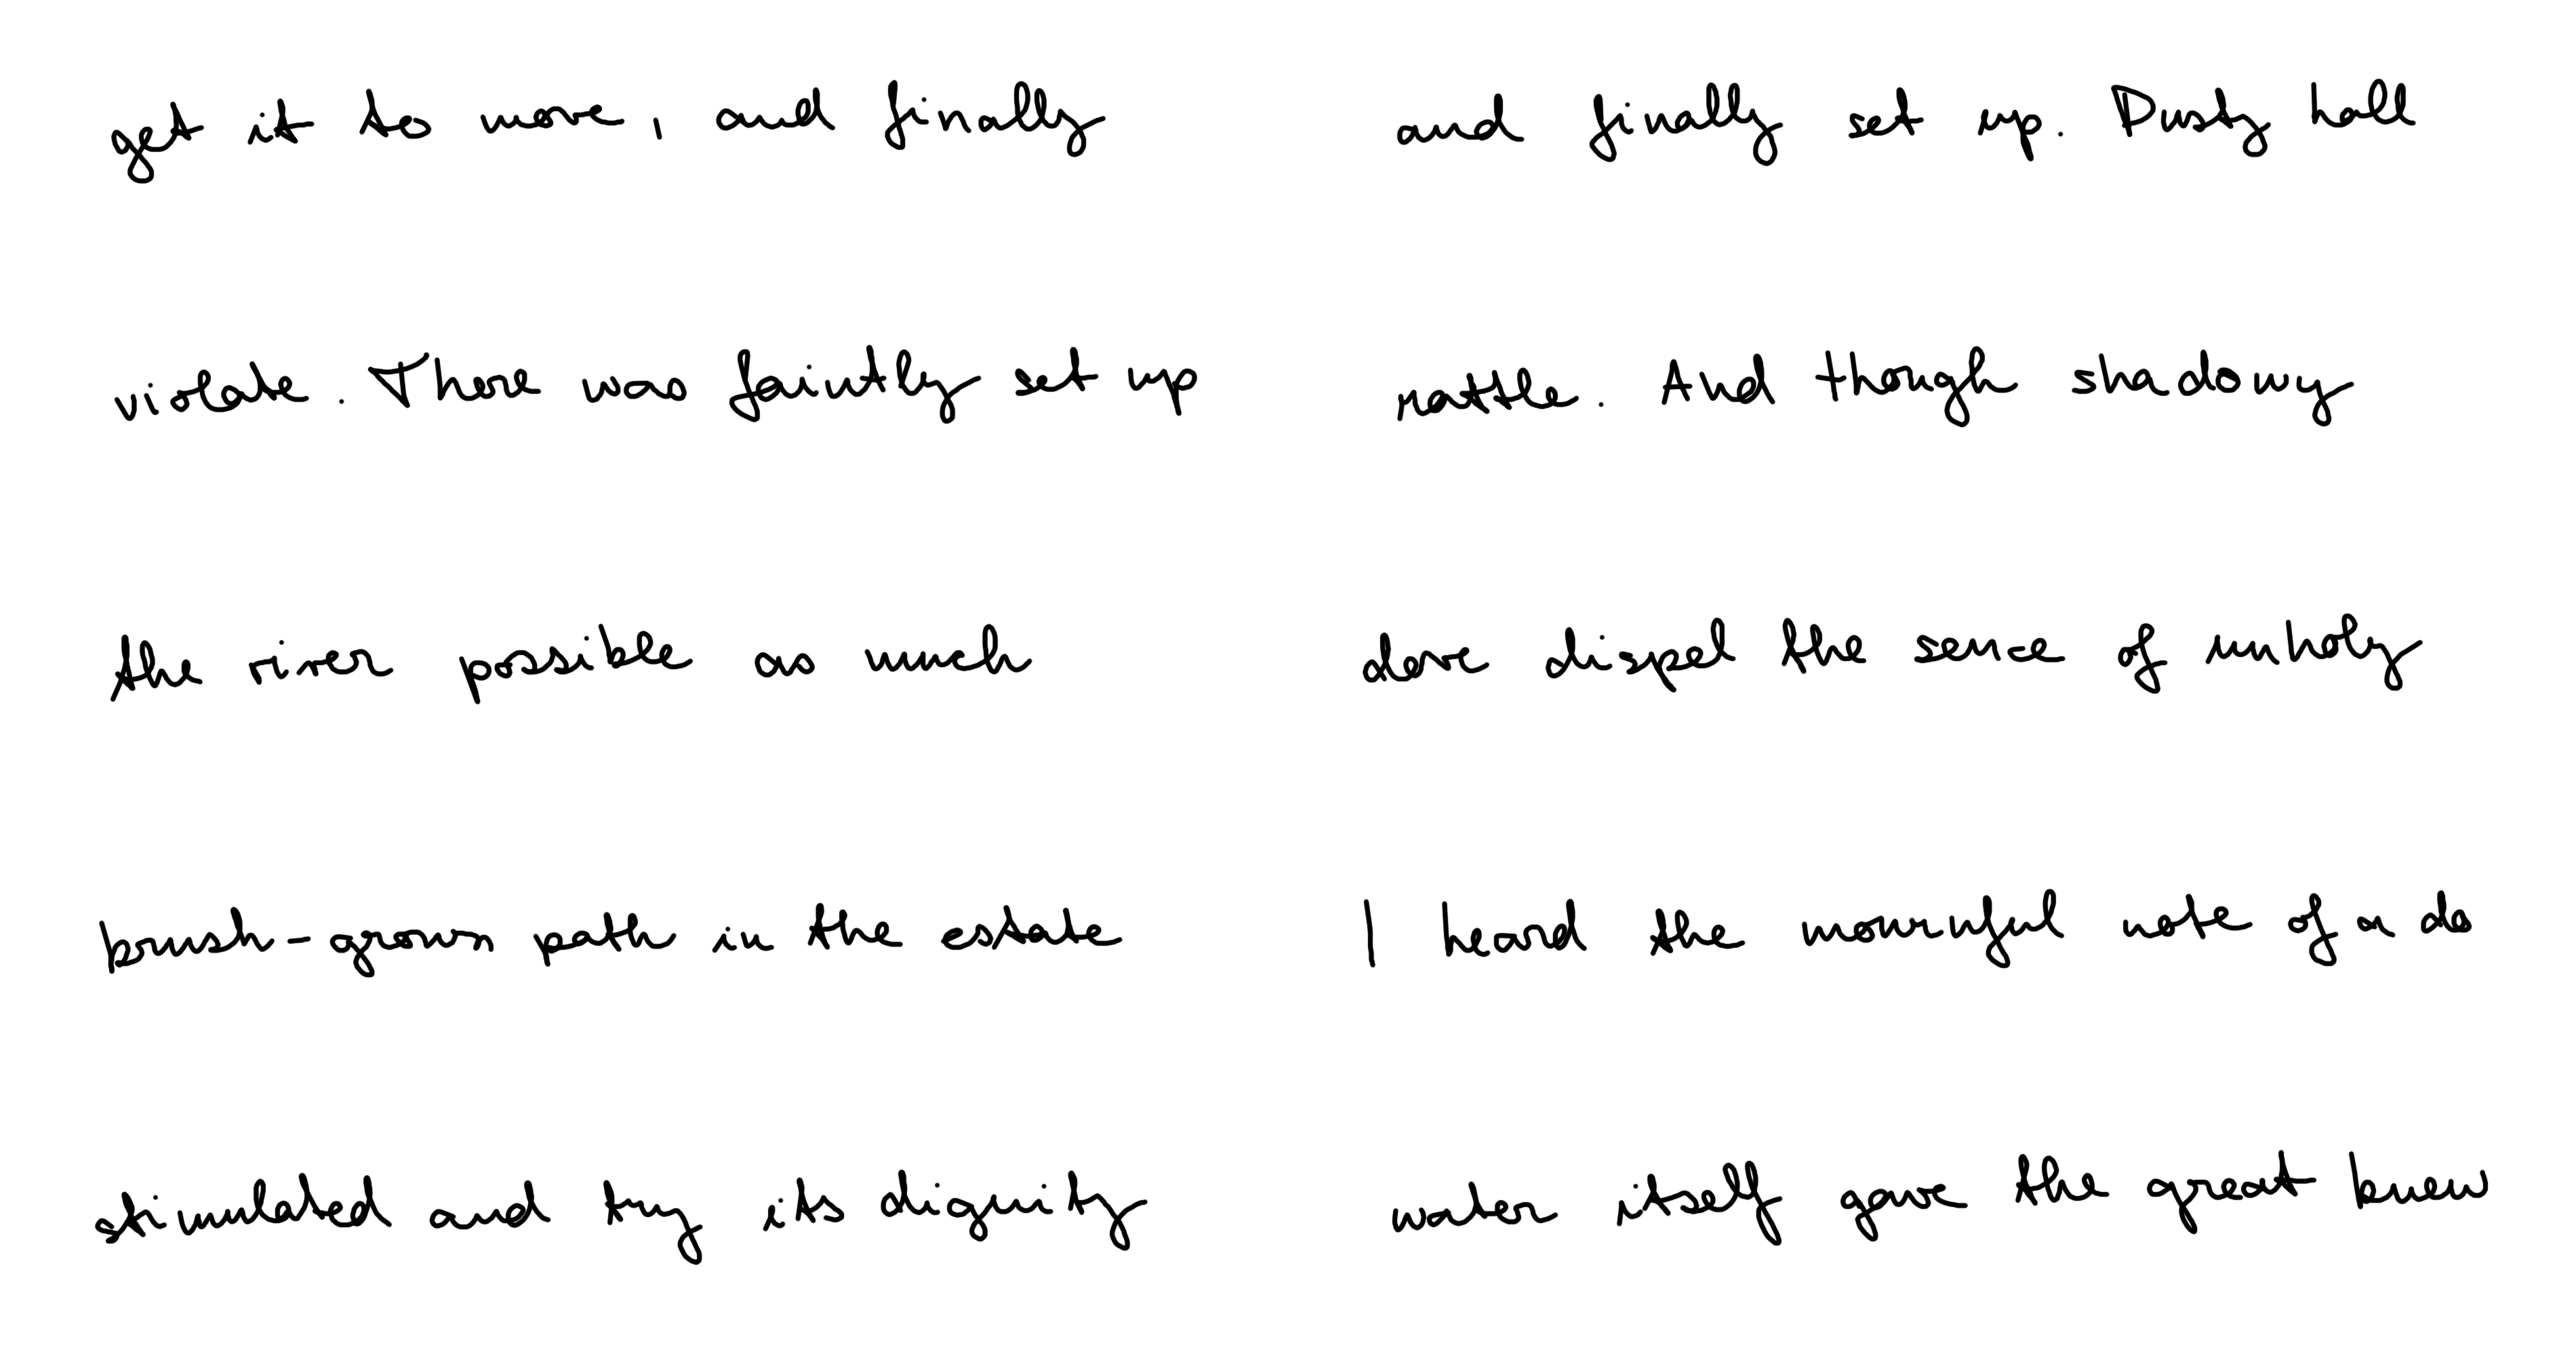 get it to move, and finally
and finally set up. Dusty hall
violate. There was faintly set up
rattle. And though shadowy
the river possible as much
dove dispel the sence of unholy
brush-grown path in the estate
I heard the mournful note of a do
stimulated and try its dignity
water itself gave the great knew